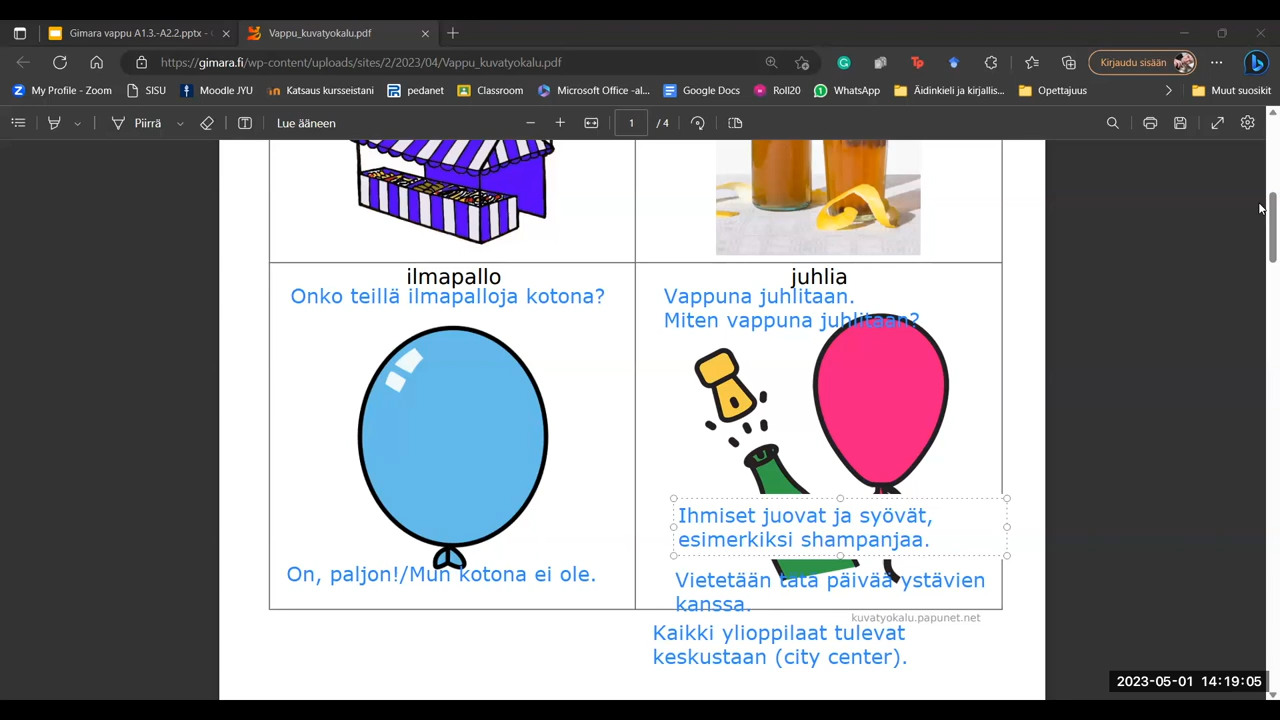 Gimara vappu A1.3.-A2.2.pptx -
Vappu_kuvatyokalu.pdf
https://gimara.fi/wp-content/uploads/sites/2/2023/04/Vappu_kuvatyokalu.pdf
Kirjaudu sisään
My Profile - Zoom
SISU
Moodle JYU
Katsaus kursseistani
pedanet
Classroom
Microsoft Office -al...
Google Docs
Roll20
WhatsApp
Äidinkieli ja kirjallis...
Opettajuus
Muut suosikit
Piirrä
Lue ääneen
1 / 4
ilmapallo
Onko teillä ilmapalloja kotona?
On, paljon!/Mun kotona ei ole.
juhlia
Vappuna juhlitaan.
Miten vappuna juhlitaan?
Ihmiset juovat ja syövät,
esimerkiksi shampanjaa.
Vietetään tätä päivää ystävien
kanssa.
kuvatyokalu.papunet.net
Kaikki ylioppilaat tulevat
keskustaan (city center).
2023-05-01 14:19:05